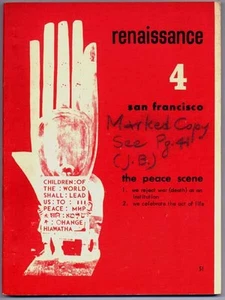 renaissance
4
san francisco
Marked Copy
See Pg. 41
(J.B.)
the peace scene
1. we reject war (death) as an
institution
2. we celebrate the act of life
CHILDREN : OF
THE : WORLD
SHALL : LEAD
US : TO : : : :
PEACE
: CHANGE
HIAWATHA
$1